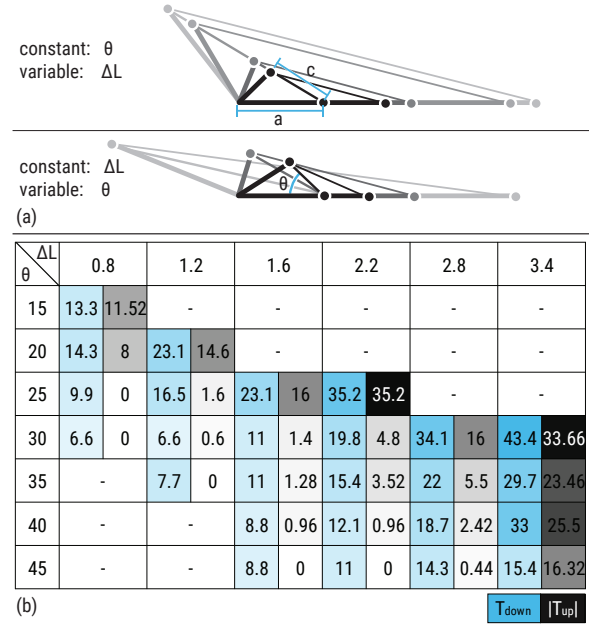 constant: θ
variable: ΔL
c
a
constant: ΔL
variable: θ
θ
(a)
ΔL
θ
0.8 1.2 1.6 2.2 2.8 3.4
15 13.3 11.52 - - - - -
20 14.3 8 23.1 14.6 - - - -
25 9.9 0 16.5 1.6 23.1 16 35.2 35.2 - -
30 6.6 0 6.6 0.6 11 1.4 19.8 4.8 34.1 16 43.4 33.66
35 - 7.7 0 11 1.28 15.4 3.52 22 5.5 29.7 23.46
40 - - 8.8 0.96 12.1 0.96 18.7 2.42 33 25.5
45 - - 8.8 0 11 0 14.3 0.44 15.4 16.32
(b)
Tdown |Tup|